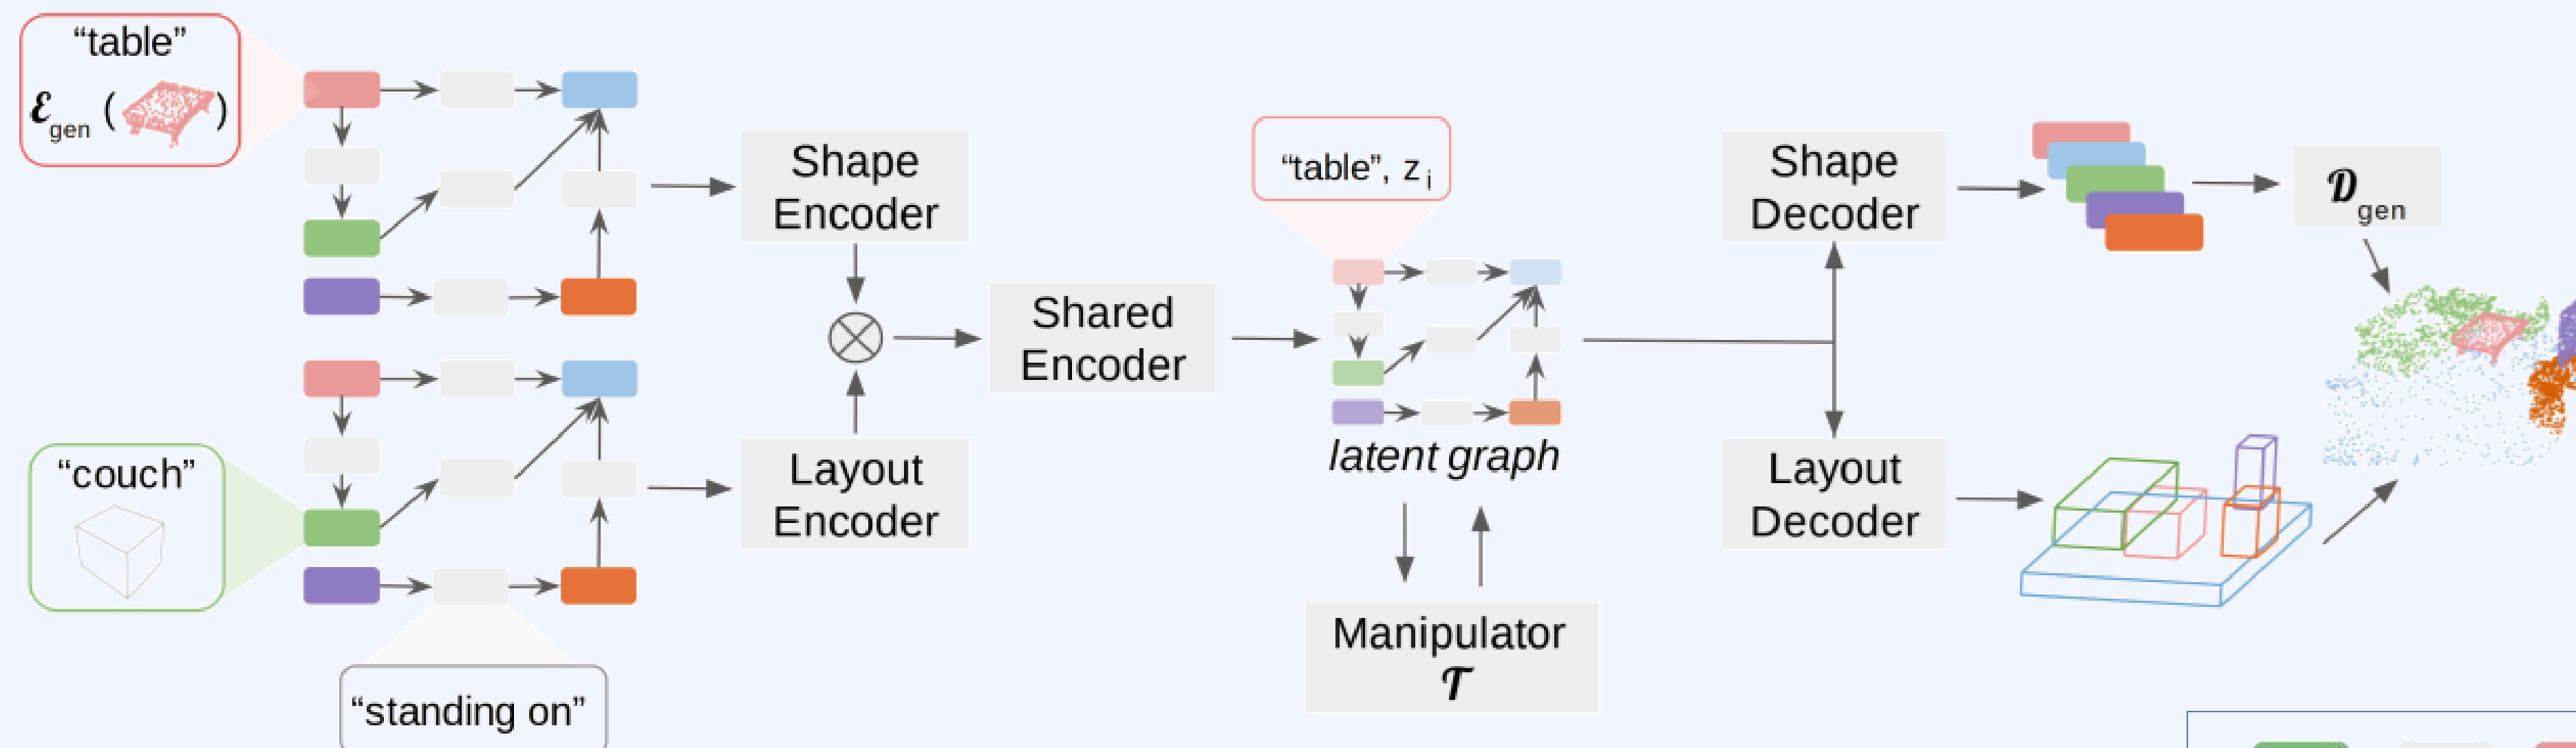 “table”
ℰgen ( )
“couch”
“standing on”
Shape
Encoder
Layout
Encoder
Shared
Encoder
“table”, z i
latent graph
Manipulator
𝒯
Shape
Decoder
Layout
Decoder
𝒟gen